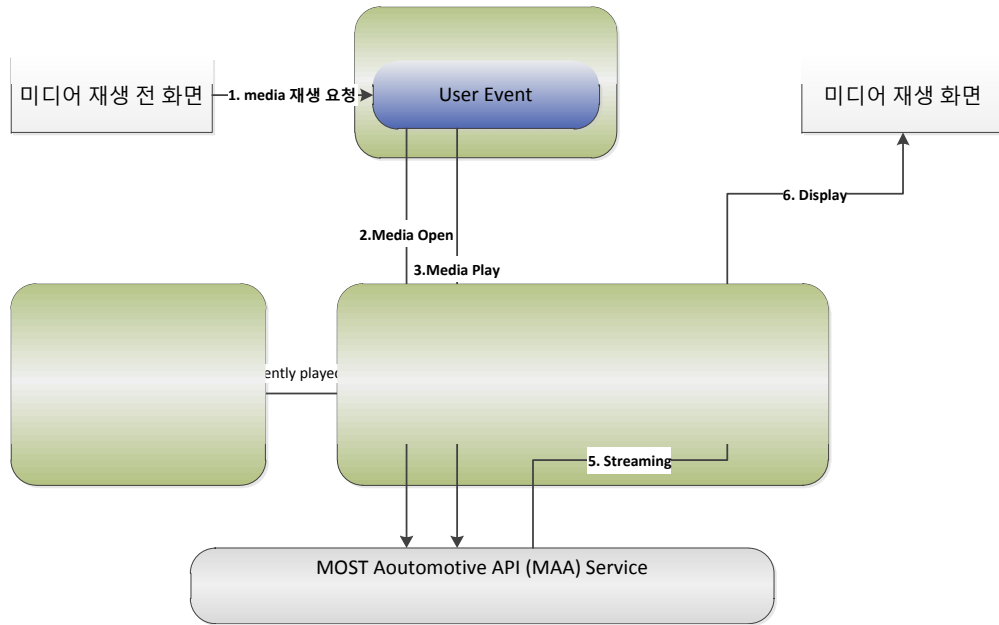 미디어 재생 전 화면
1. media 재생 요청
User Event
미디어 재생 화면
6. Display
2.Media Open
3.Media Play
ently played
5. Streaming
MOST Aoutomotive API (MAA) Service